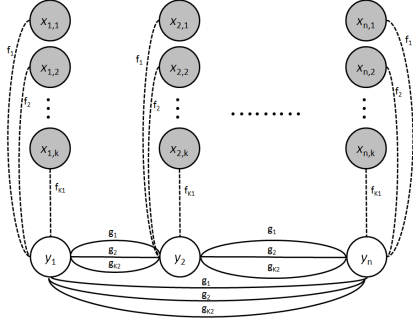 x1,1 x2,1 xn,1
f1 f1 f1
x1,2 x2,2 xn,2
f2 f2 f2
x1,k x2,k xn,k
fK1 fK1 fK1
g1 g1
y1 g2 y2 g2 yn
gK2 gK2
g1
g2
gK2